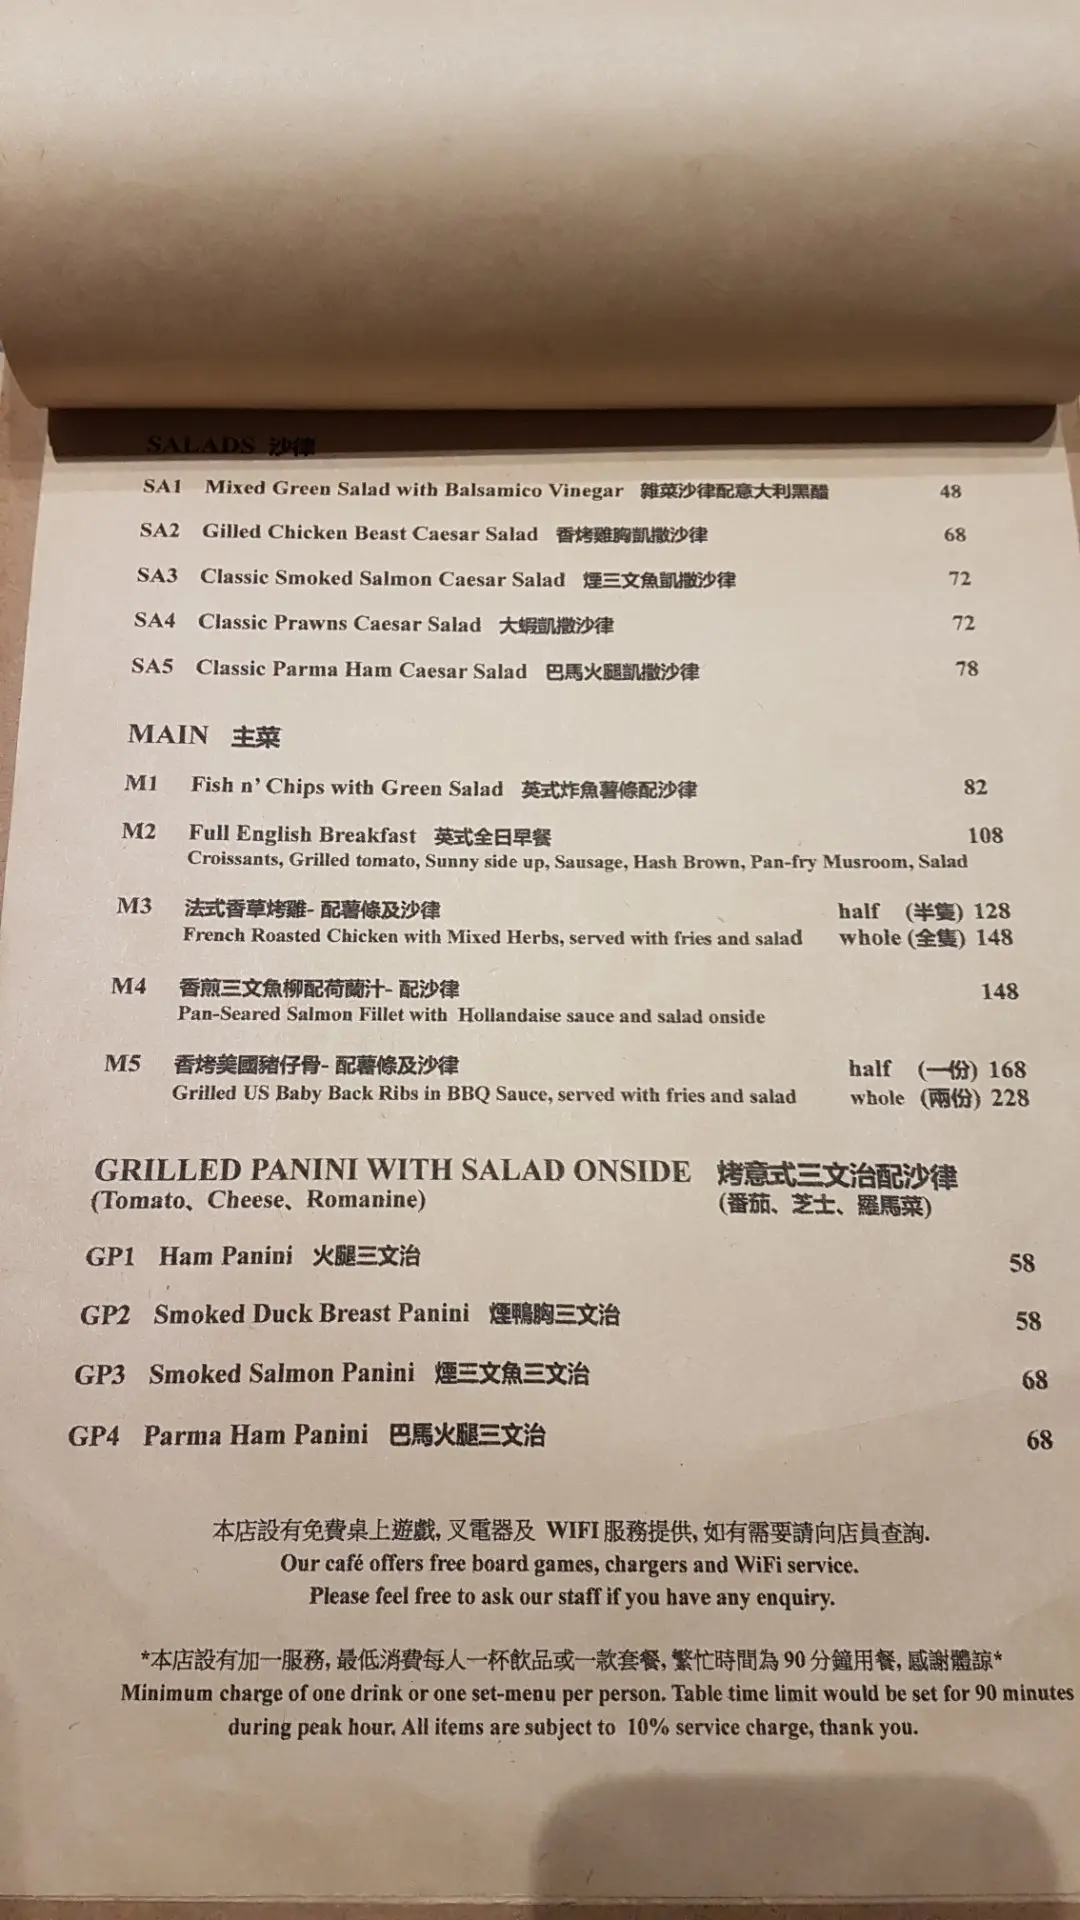 SALADS 沙律
SA1 Mixed Green Salad with Balsamico Vinegar 雜菜沙律配意大利黑醋 48
SA2 Gilled Chicken Beast Caesar Salad 香烤雞胸凱撒沙律 68
SA3 Classic Smoked Salmon Caesar Salad 煙三文魚凱撒沙律 72
SA4 Classic Prawns Caesar Salad 大蝦凱撒沙律 72
SA5 Classic Parma Ham Caesar Salad 巴馬火腿凱撒沙律 78
MAIN 主菜
M1 Fish n' Chips with Green Salad 英式炸魚薯條配沙律 82
M2 Full English Breakfast 英式全日早餐 108
Croissants, Grilled tomato, Sunny side up, Sausage, Hash Brown, Pan-fry Musroom, Salad
M3 法式香草烤雞- 配薯條及沙律 half (半隻) 128
French Roasted Chicken with Mixed Herbs, served with fries and salad whole (全隻) 148
M4 香煎三文魚柳配荷蘭汁- 配沙律 148
Pan-Seared Salmon Fillet with Hollandaise sauce and salad onside
M5 香烤美國豬仔骨- 配薯條及沙律 half (一份) 168
Grilled US Baby Back Ribs in BBQ Sauce, served with fries and salad whole (兩份) 228
GRILLED PANINI WITH SALAD ONSIDE 烤意式三文治配沙律
(Tomato、Cheese、Romanine) (番茄、芝士、羅馬菜)
GP1 Ham Panini 火腿三文治 58
GP2 Smoked Duck Breast Panini 煙鴨胸三文治 58
GP3 Smoked Salmon Panini 煙三文魚三文治 68
GP4 Parma Ham Panini 巴馬火腿三文治 68
本店設有免費桌上遊戲, 叉電器及 WIFI 服務提供, 如有需要請向店員查詢.
Our café offers free board games, chargers and WiFi service.
Please feel free to ask our staff if you have any enquiry.
*本店設有加一服務, 最低消費每人一杯飲品或一款套餐, 繁忙時間為 90 分鐘用餐, 感謝體諒*
Minimum charge of one drink or one set-menu per person. Table time limit would be set for 90 minutes
during peak hour. All items are subject to 10% service charge, thank you.